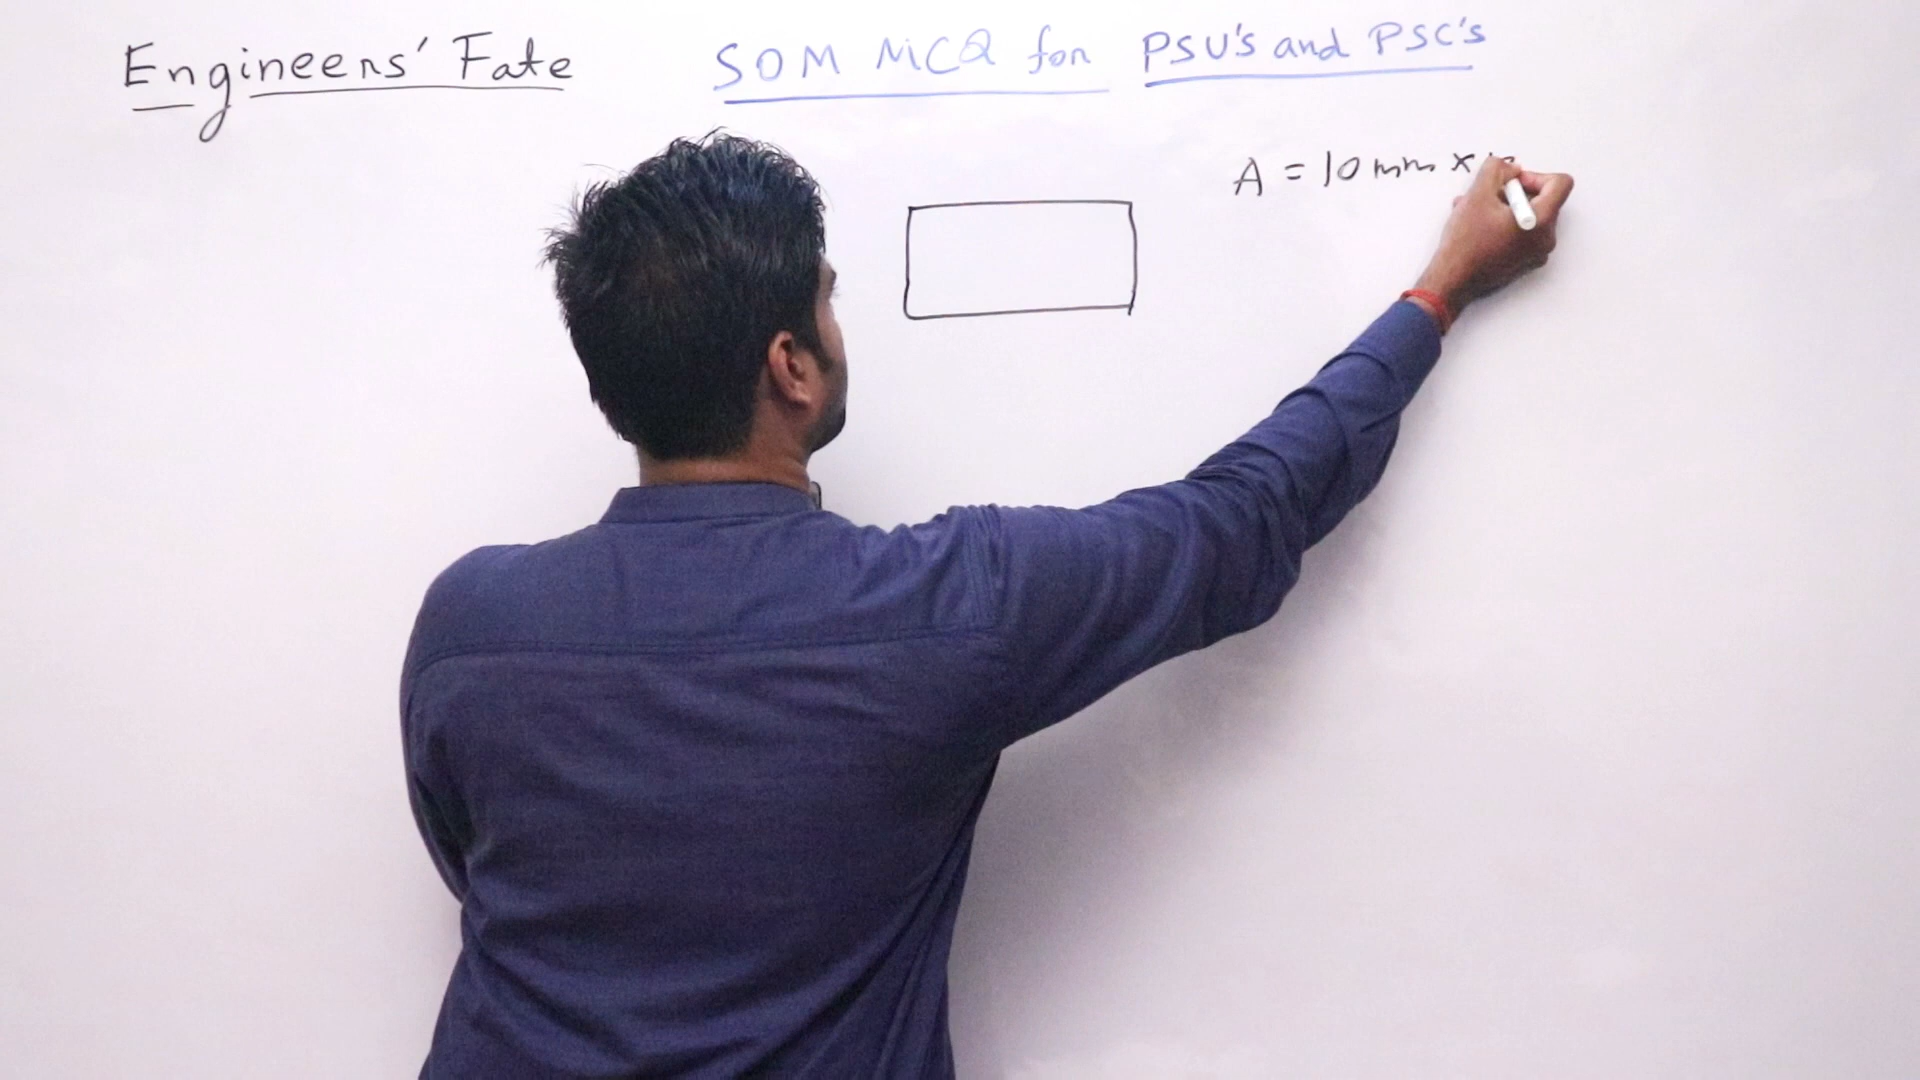 Engineers' Fate
SOM MCQ for PSU's and PSC's
A = 10 mm x